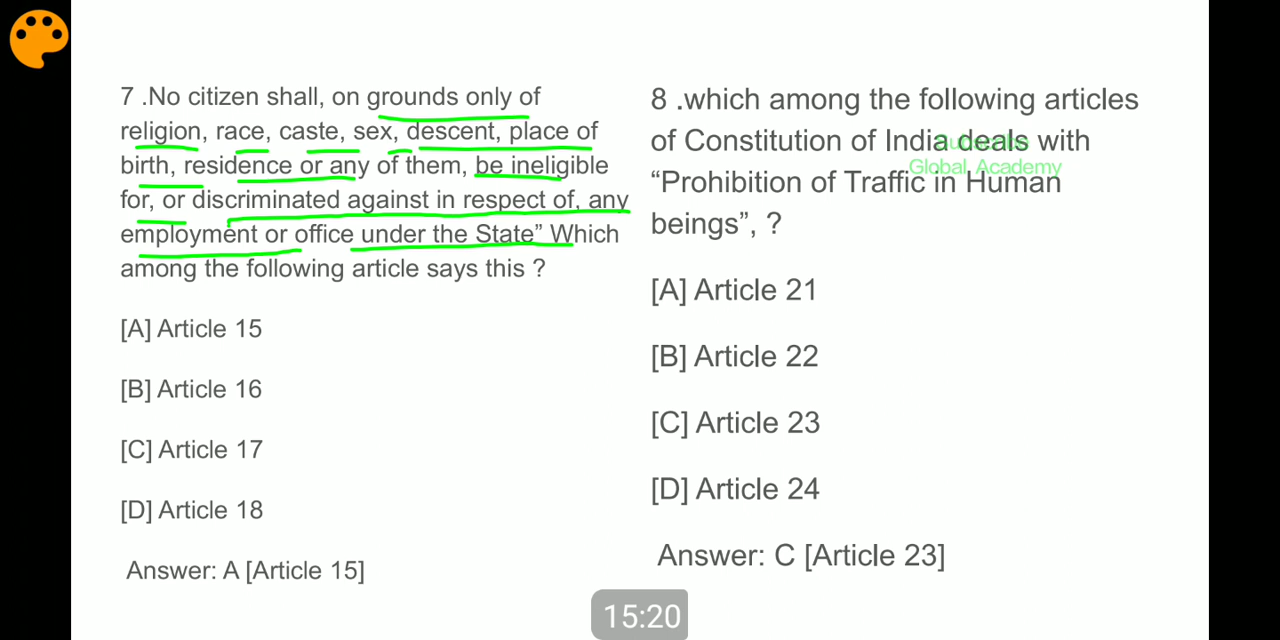 7 .No citizen shall, on grounds only of
religion, race, caste, sex, descent, place of
birth, residence or any of them, be ineligible
for, or discriminated against in respect of, any
employment or office under the State” Which
among the following article says this ?
[A] Article 15
[B] Article 16
[C] Article 17
[D] Article 18
Answer: A [Article 15]
8 .which among the following articles
of Constitution of India deals with
“Prohibition of Traffic in Human
beings”, ?
[A] Article 21
[B] Article 22
[C] Article 23
[D] Article 24
Answer: C [Article 23]
Subscribe
Global Academy
15:20